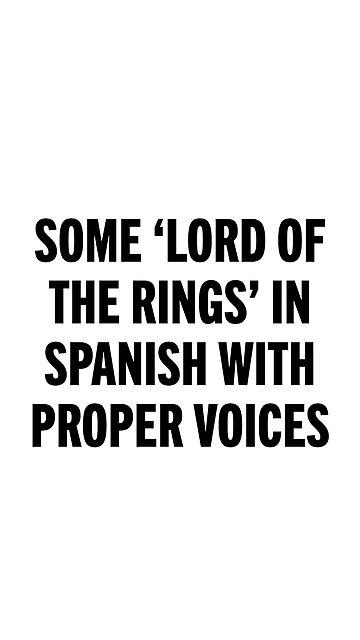 SOME ‘LORD OF
THE RINGS’ IN
SPANISH WITH
PROPER VOICES